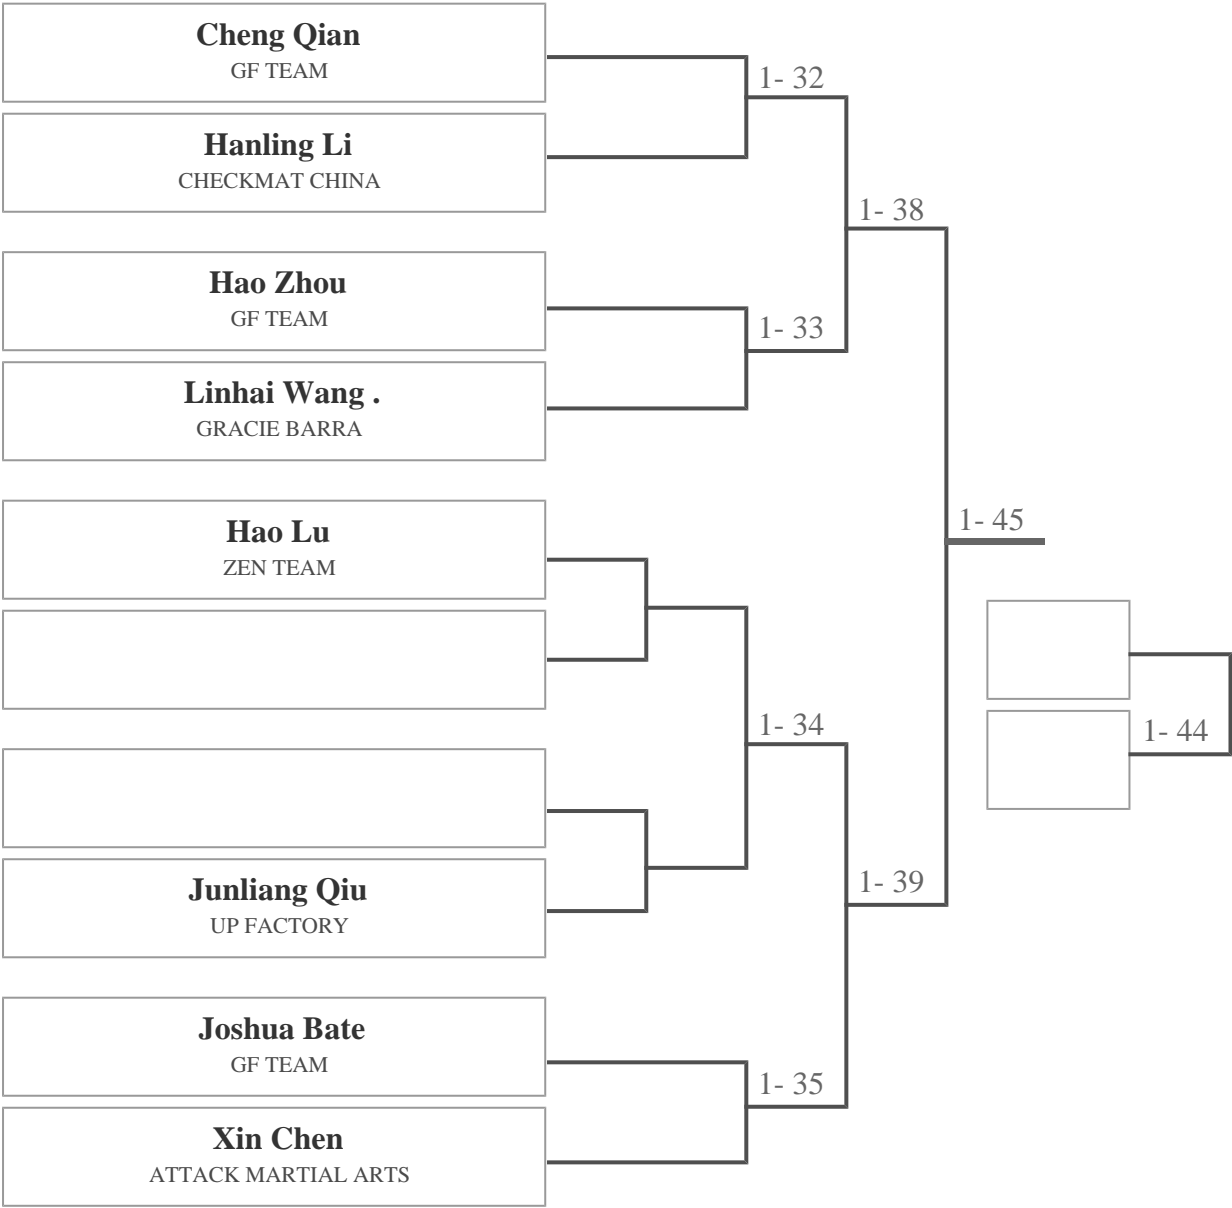 Cheng Qian
GF TEAM
1- 32
Hanling Li
CHECKMAT CHINA
1- 38
Hao Zhou
GF TEAM
1- 33
Linhai Wang .
GRACIE BARRA
Hao Lu
ZEN TEAM
1- 45
1- 34
1- 44
Junliang Qiu
UP FACTORY
1- 39
Joshua Bate
GF TEAM
1- 35
Xin Chen
ATTACK MARTIAL ARTS